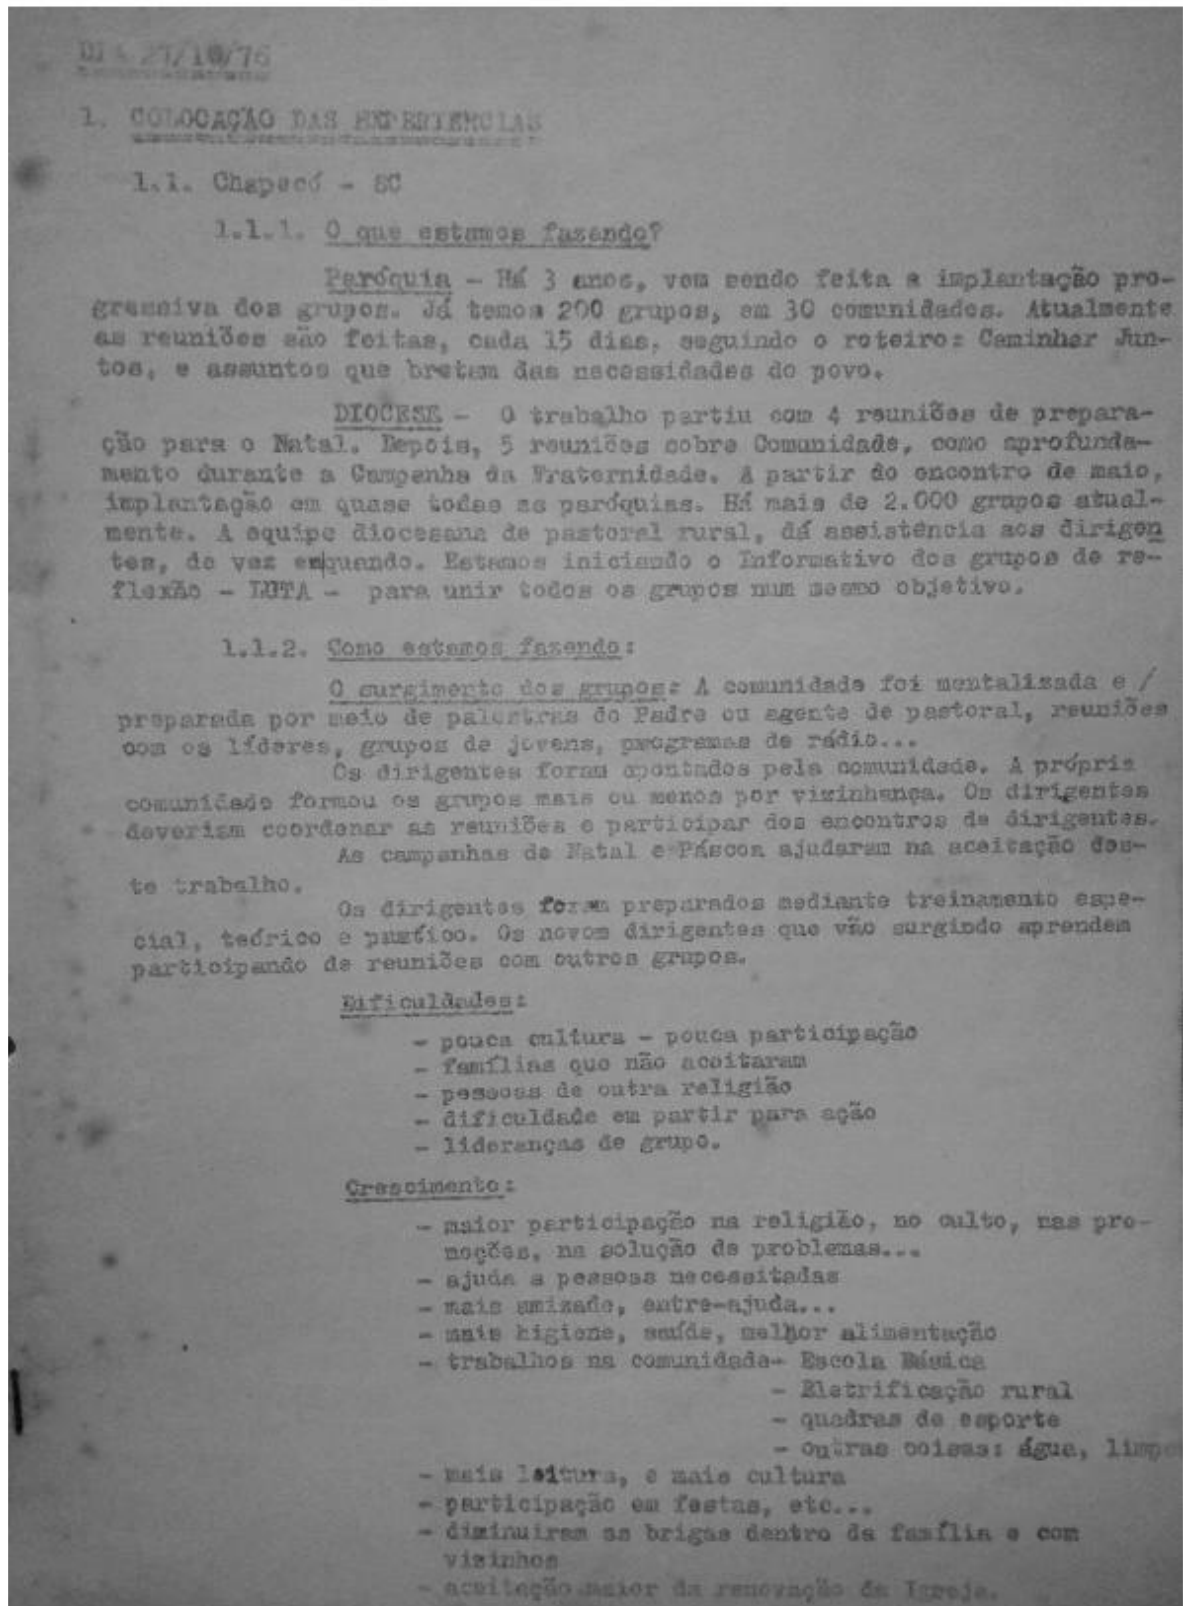 DIA 27/10/76
1. COLOCAÇÃO DAS EXPERIENCIAS
1.1. Chapecó - SC
1.1.1. O que estamos fazendo?
Paróquia - Há 3 anos, vem sendo feita a implantação pro-
gressiva dos grupos. Já temos 200 grupos, em 30 comunidades. Atualmente
as reuniões são feitas, cada 15 dias, seguindo o roteiro: Caminhar Jun-
tos, e assuntos que brotam das necessidades do povo.
DIOCESE - O trabalho partiu com 4 reuniões de prepara-
ção para o Natal. Depois, 5 reuniões sobre Comunidade, como aprofunda-
mento durante a Campanha da Fraternidade. A partir do encontro de maio,
implantação em quase todas as paróquias. Há mais de 2.000 grupos atual-
mente. A equipe diocesana de pastoral rural, dá assistência aos dirigen
tes, de vez enquando. Estamos iniciando o Informativo dos grupos de re-
flexão - LUTA - para unir todos os grupos num mesmo objetivo.
1.1.2. Como estamos fazendo:
O surgimento dos grupos: A comunidade foi mentalizada e /
preparada por meio de palestras do Padre ou agente de pastoral, reuniões
com os líderes, grupos de jovens, programas de rádio...
Os dirigentes foram apontados pela comunidade. A própria
comunidade formou os grupos mais ou menos por vizinhança. Os dirigentes
deveriam coordenar as reuniões e participar dos encontros de dirigentes.
As campanhas de Natal e Páscoa ajudaram na aceitação des-
te trabalho.
Os dirigentes foram preparados mediante treinamento espe-
cial, teórico e. Os novos dirigentes que vão surgindo aprendem
participando de reuniões com outros grupos.
Dificuldades:
- pouca cultura - pouca participação
- famílias que não aceitaram
- pessoas de outra religião
- dificuldade em partir para ação
- lideranças de grupo.
Crescimento:
- maior participação na religião, no culto, nas pro-
moções, na solução de problemas...
- ajuda a pessoas necessitadas
- mais amizade, entre-ajuda...
- mais higiene, saúde, melhor alimentação
- trabalhos na comunidade- Escola Básica
- Eletrificação rural
- quadras de esporte
- outras coisas: água, limpe
- mais leitura, e mais cultura
- participação em festas, etc...
- diminuiram as brigas dentro da família e com
vizinhos
- aceitação maior da renovação da Igreja.